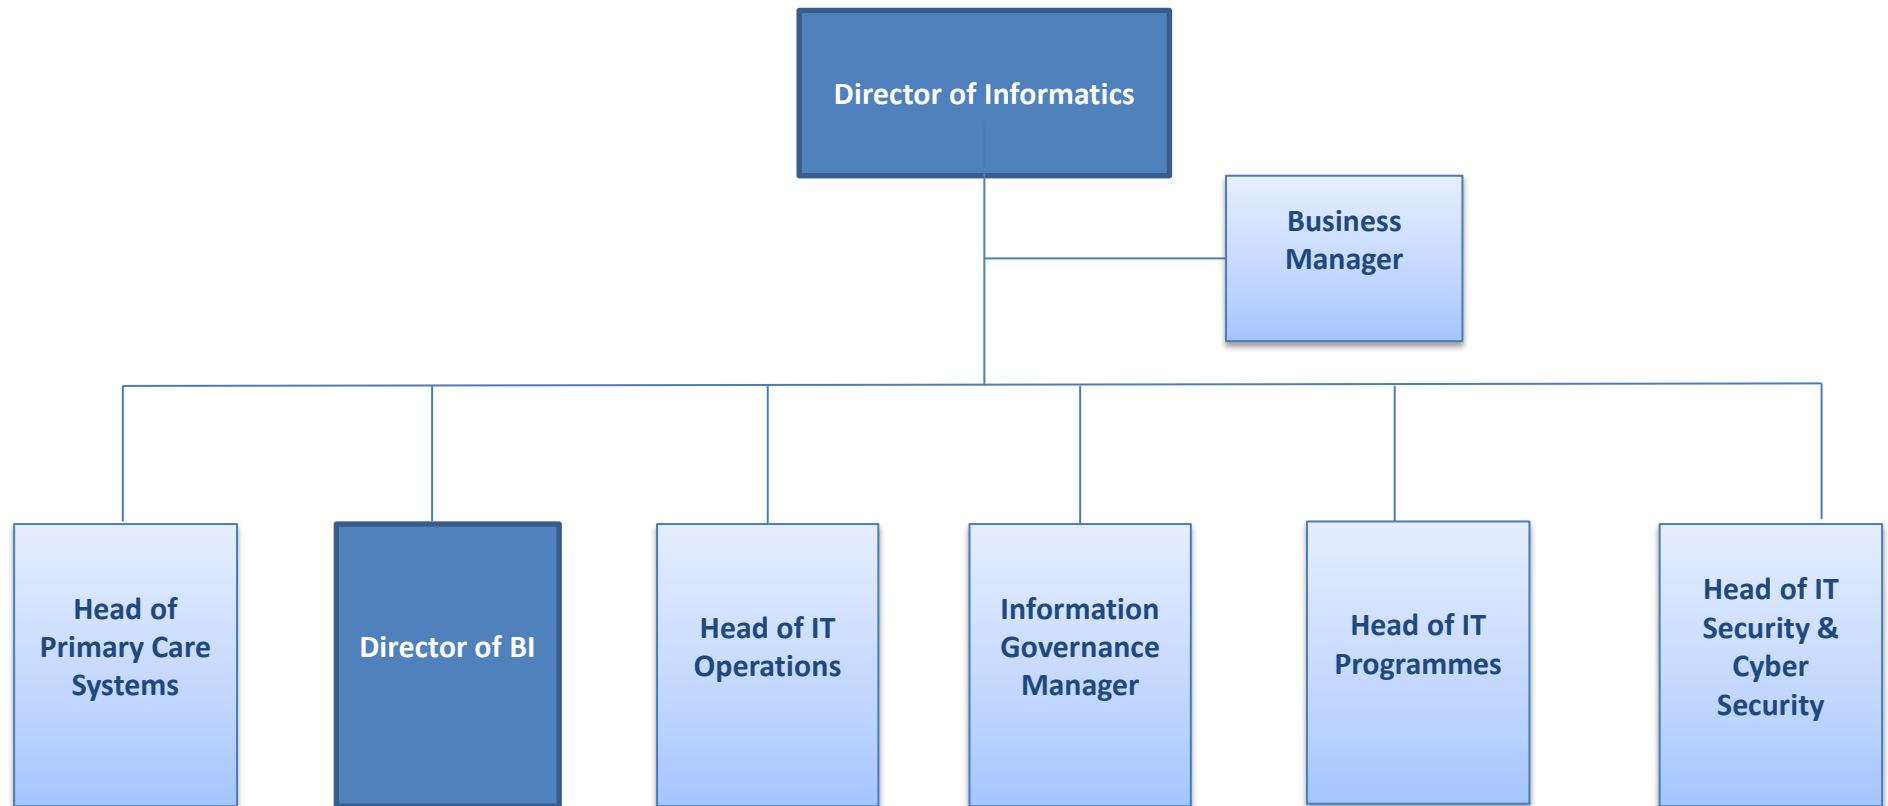 Director of Informatics
Business
Manager
Head of
Primary Care
Systems
Director of BI
Head of IT
Operations
Information
Governance
Manager
Head of IT
Programmes
Head of IT
Security &
Cyber
Security